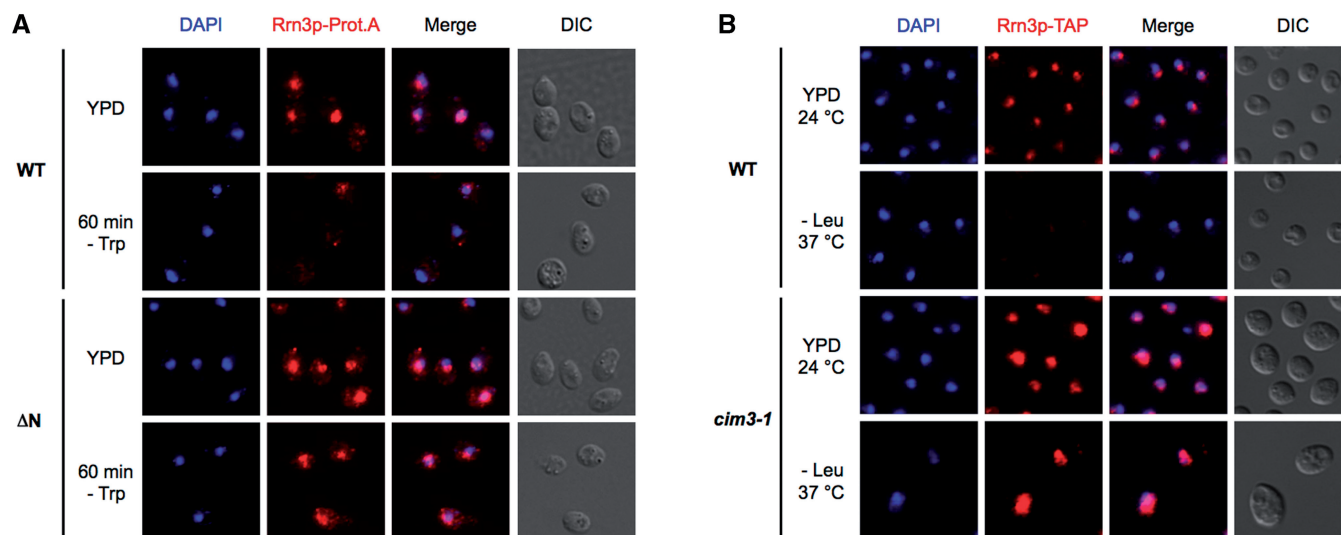 A
DAPI
Rrn3p-Prot.A
Merge
DIC
WT
YPD
60 min
- Trp
ΔN
YPD
60 min
- Trp
B
DAPI
Rrn3p-TAP
Merge
DIC
WT
YPD
24 °C
- Leu
37 °C
cim3-1
YPD
24 °C
- Leu
37 °C